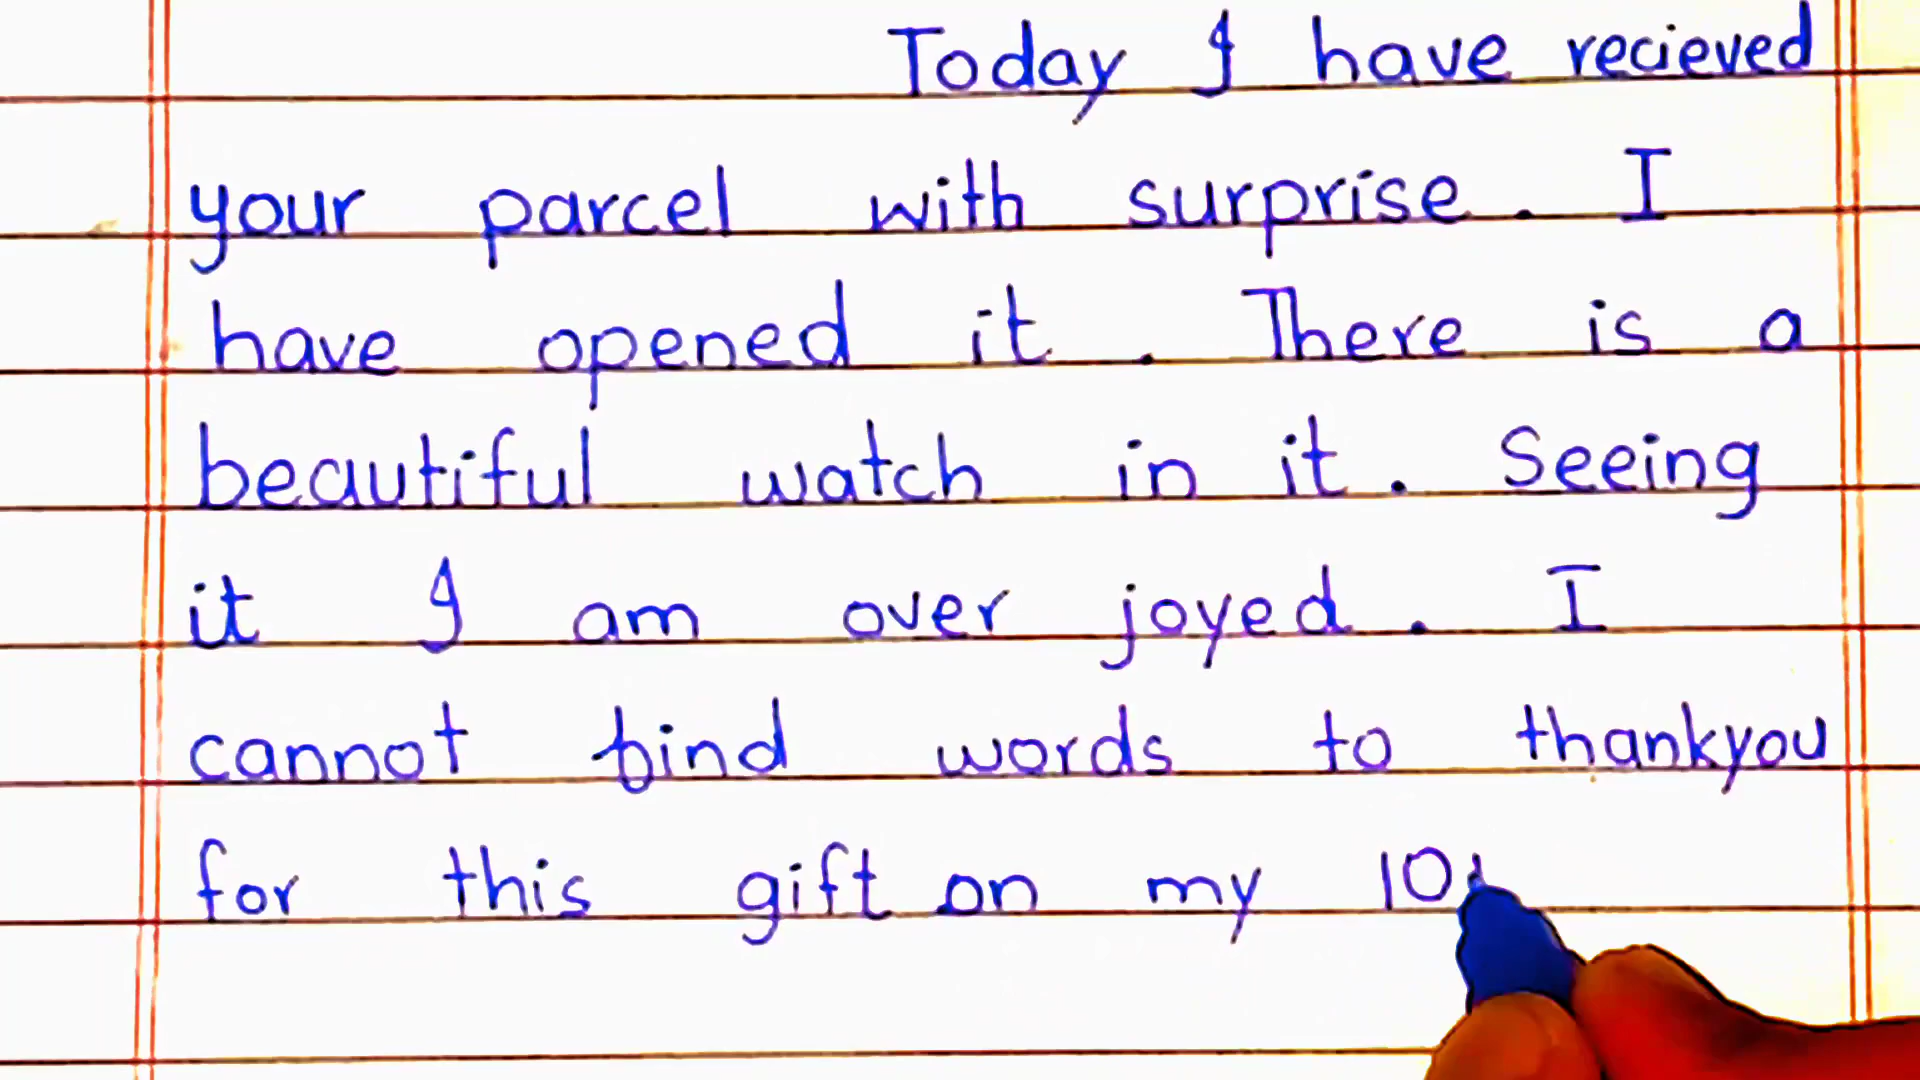 Today I have recieved
your parcel with surprise. I
have opened it. There is a
beautiful watch in it. Seeing
it I am over joyed. I
cannot find words to thankyou
for this gift on my 10